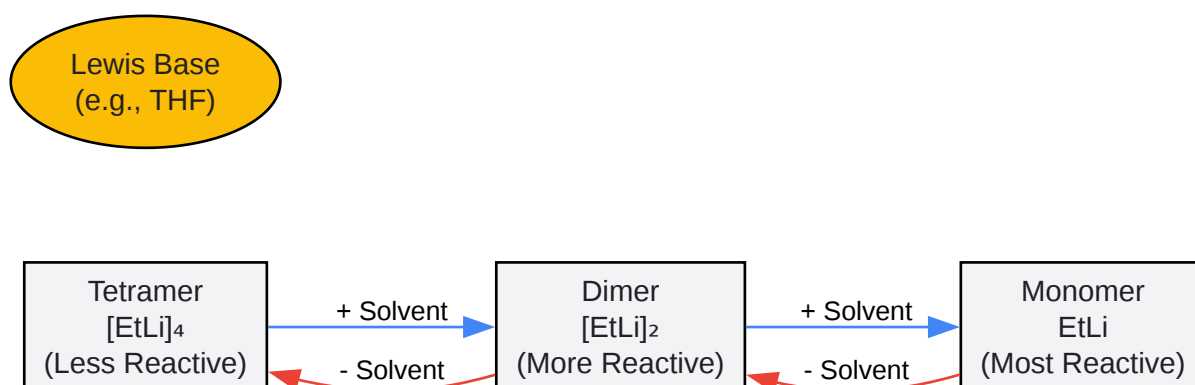 Lewis Base
(e.g., THF)
Tetramer
[EtLi]₄
(Less Reactive)
+ Solvent
- Solvent
Dimer
[EtLi]₂
(More Reactive)
+ Solvent
- Solvent
Monomer
EtLi
(Most Reactive)